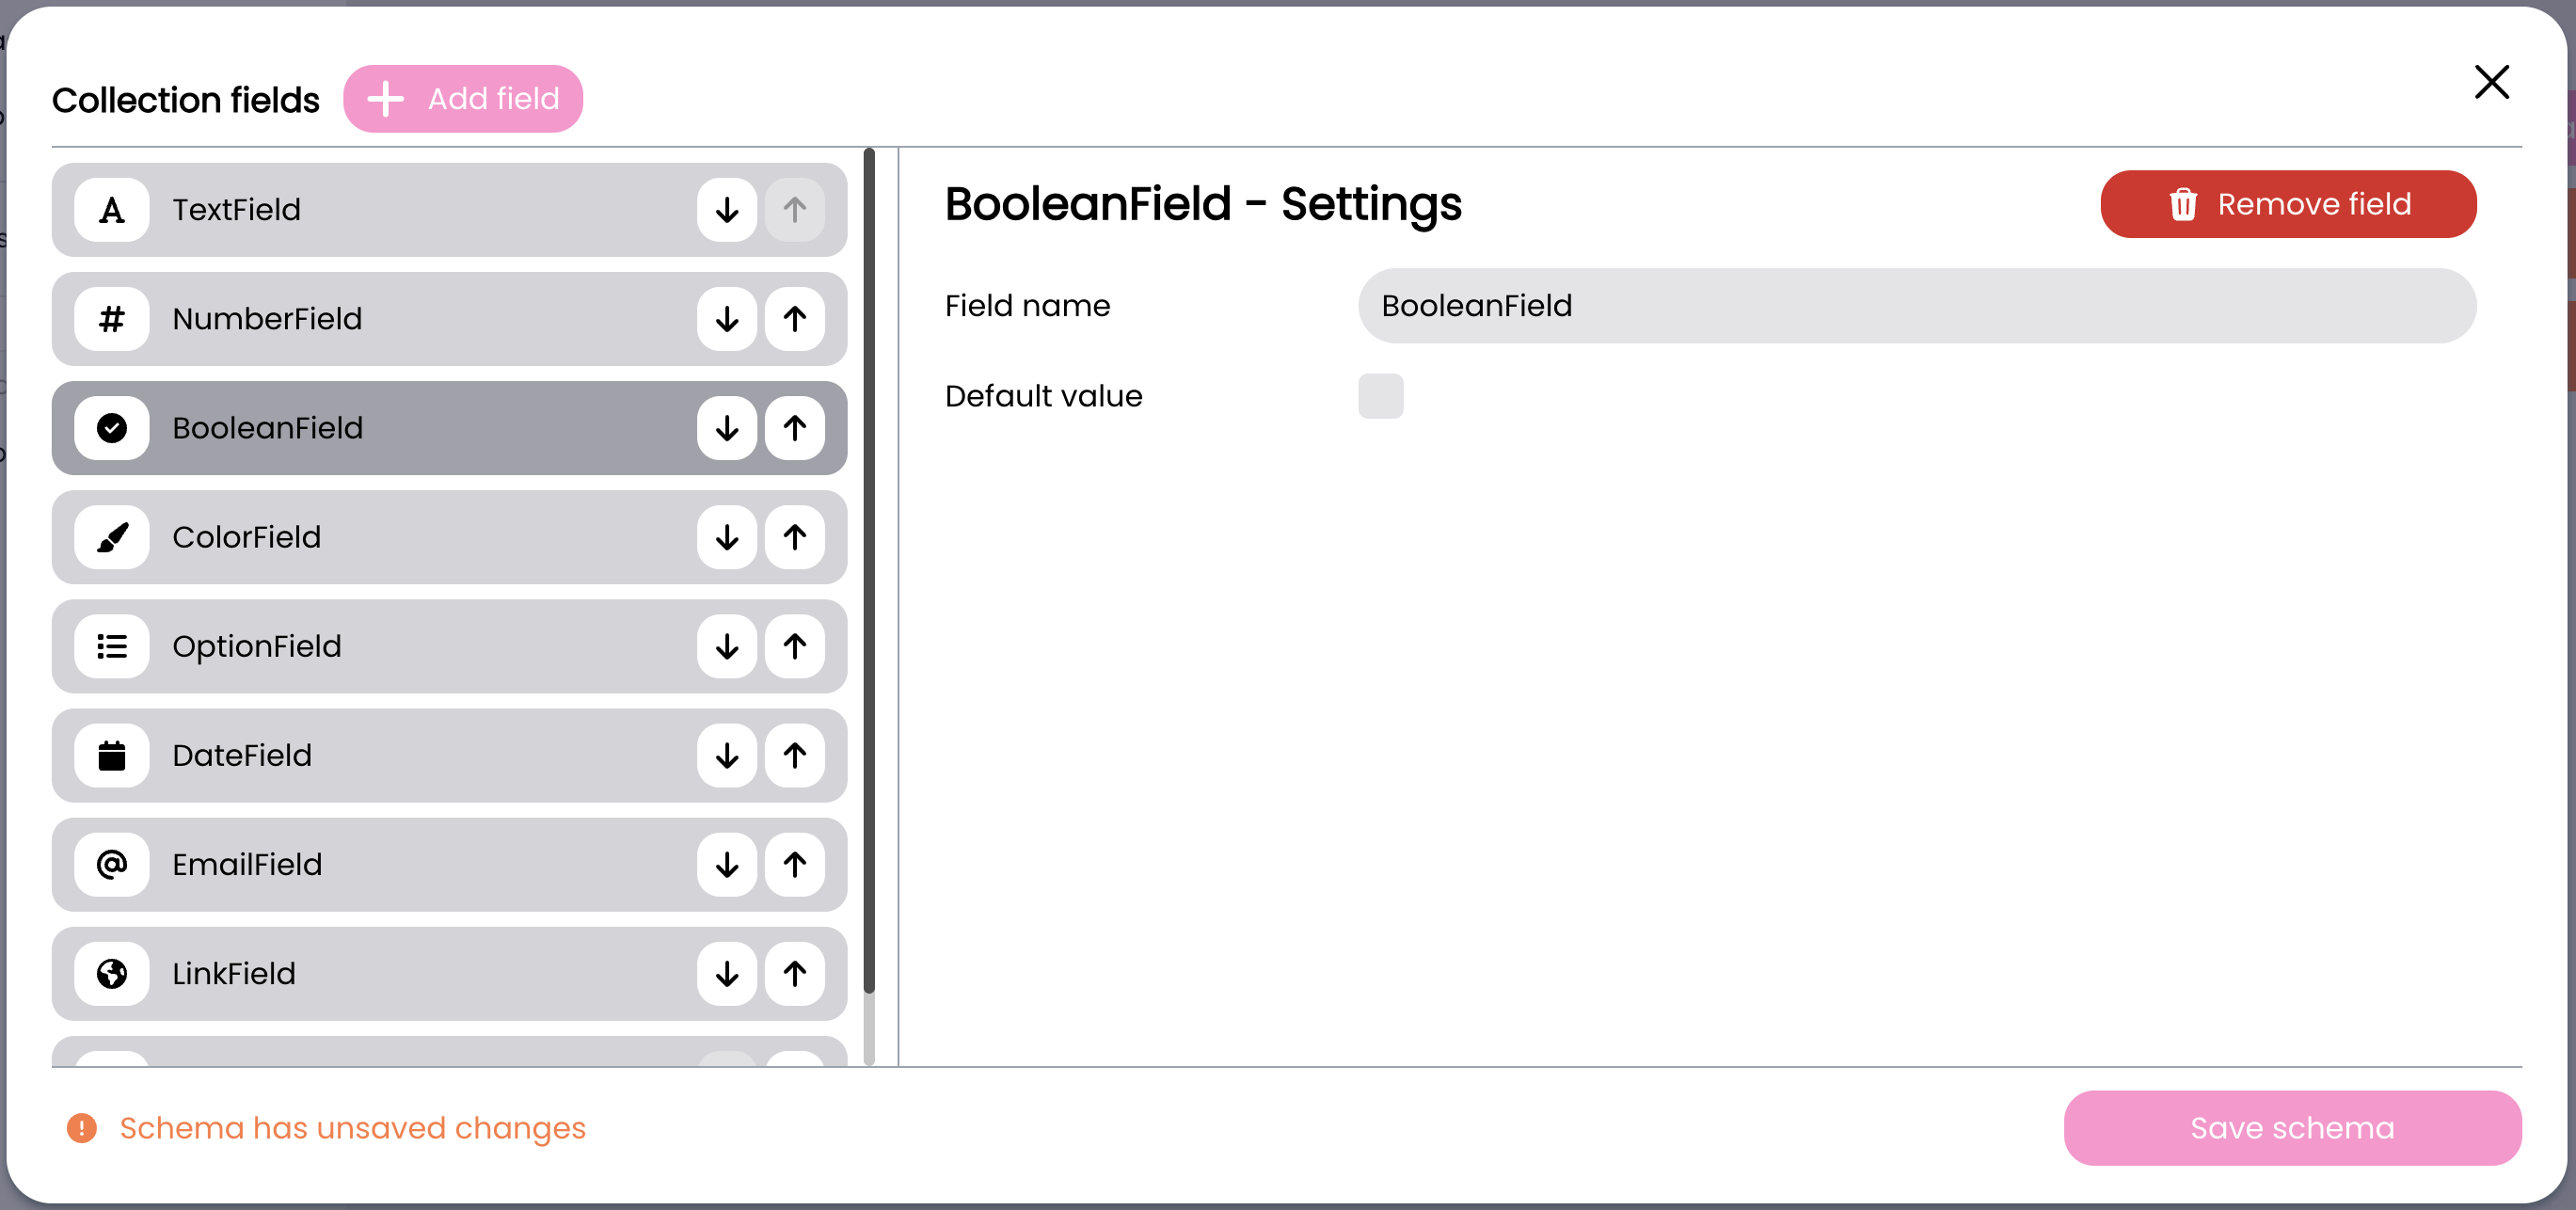 Collection fields
Add field
TextField
NumberField
BooleanField
ColorField
OptionField
DateField
EmailField
LinkField
BooleanField - Settings
Remove field
Field name
BooleanField
Default value
Schema has unsaved changes
Save schema